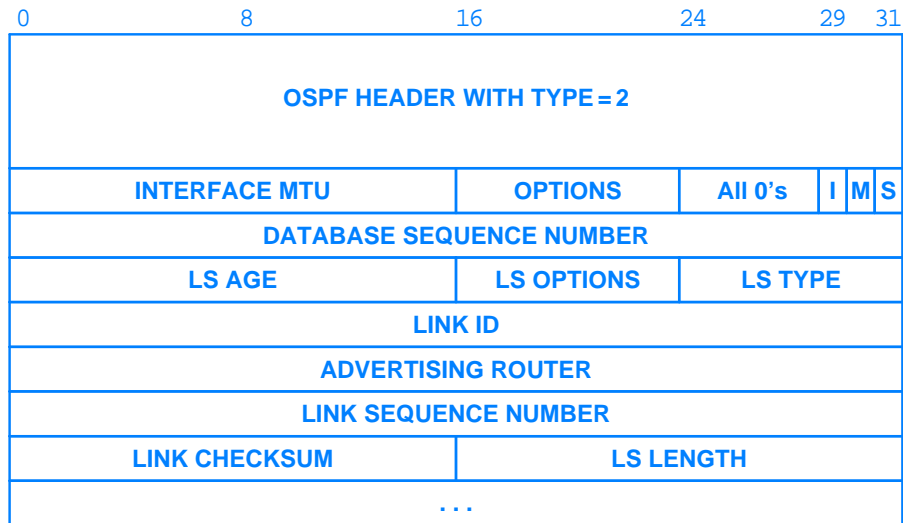 0 8 16 24 29 31
OSPF HEADER WITH TYPE = 2
INTERFACE MTU OPTIONS All 0's I M S
DATABASE SEQUENCE NUMBER
LS AGE LS OPTIONS LS TYPE
LINK ID
ADVERTISING ROUTER
LINK SEQUENCE NUMBER
LINK CHECKSUM LS LENGTH
. . .